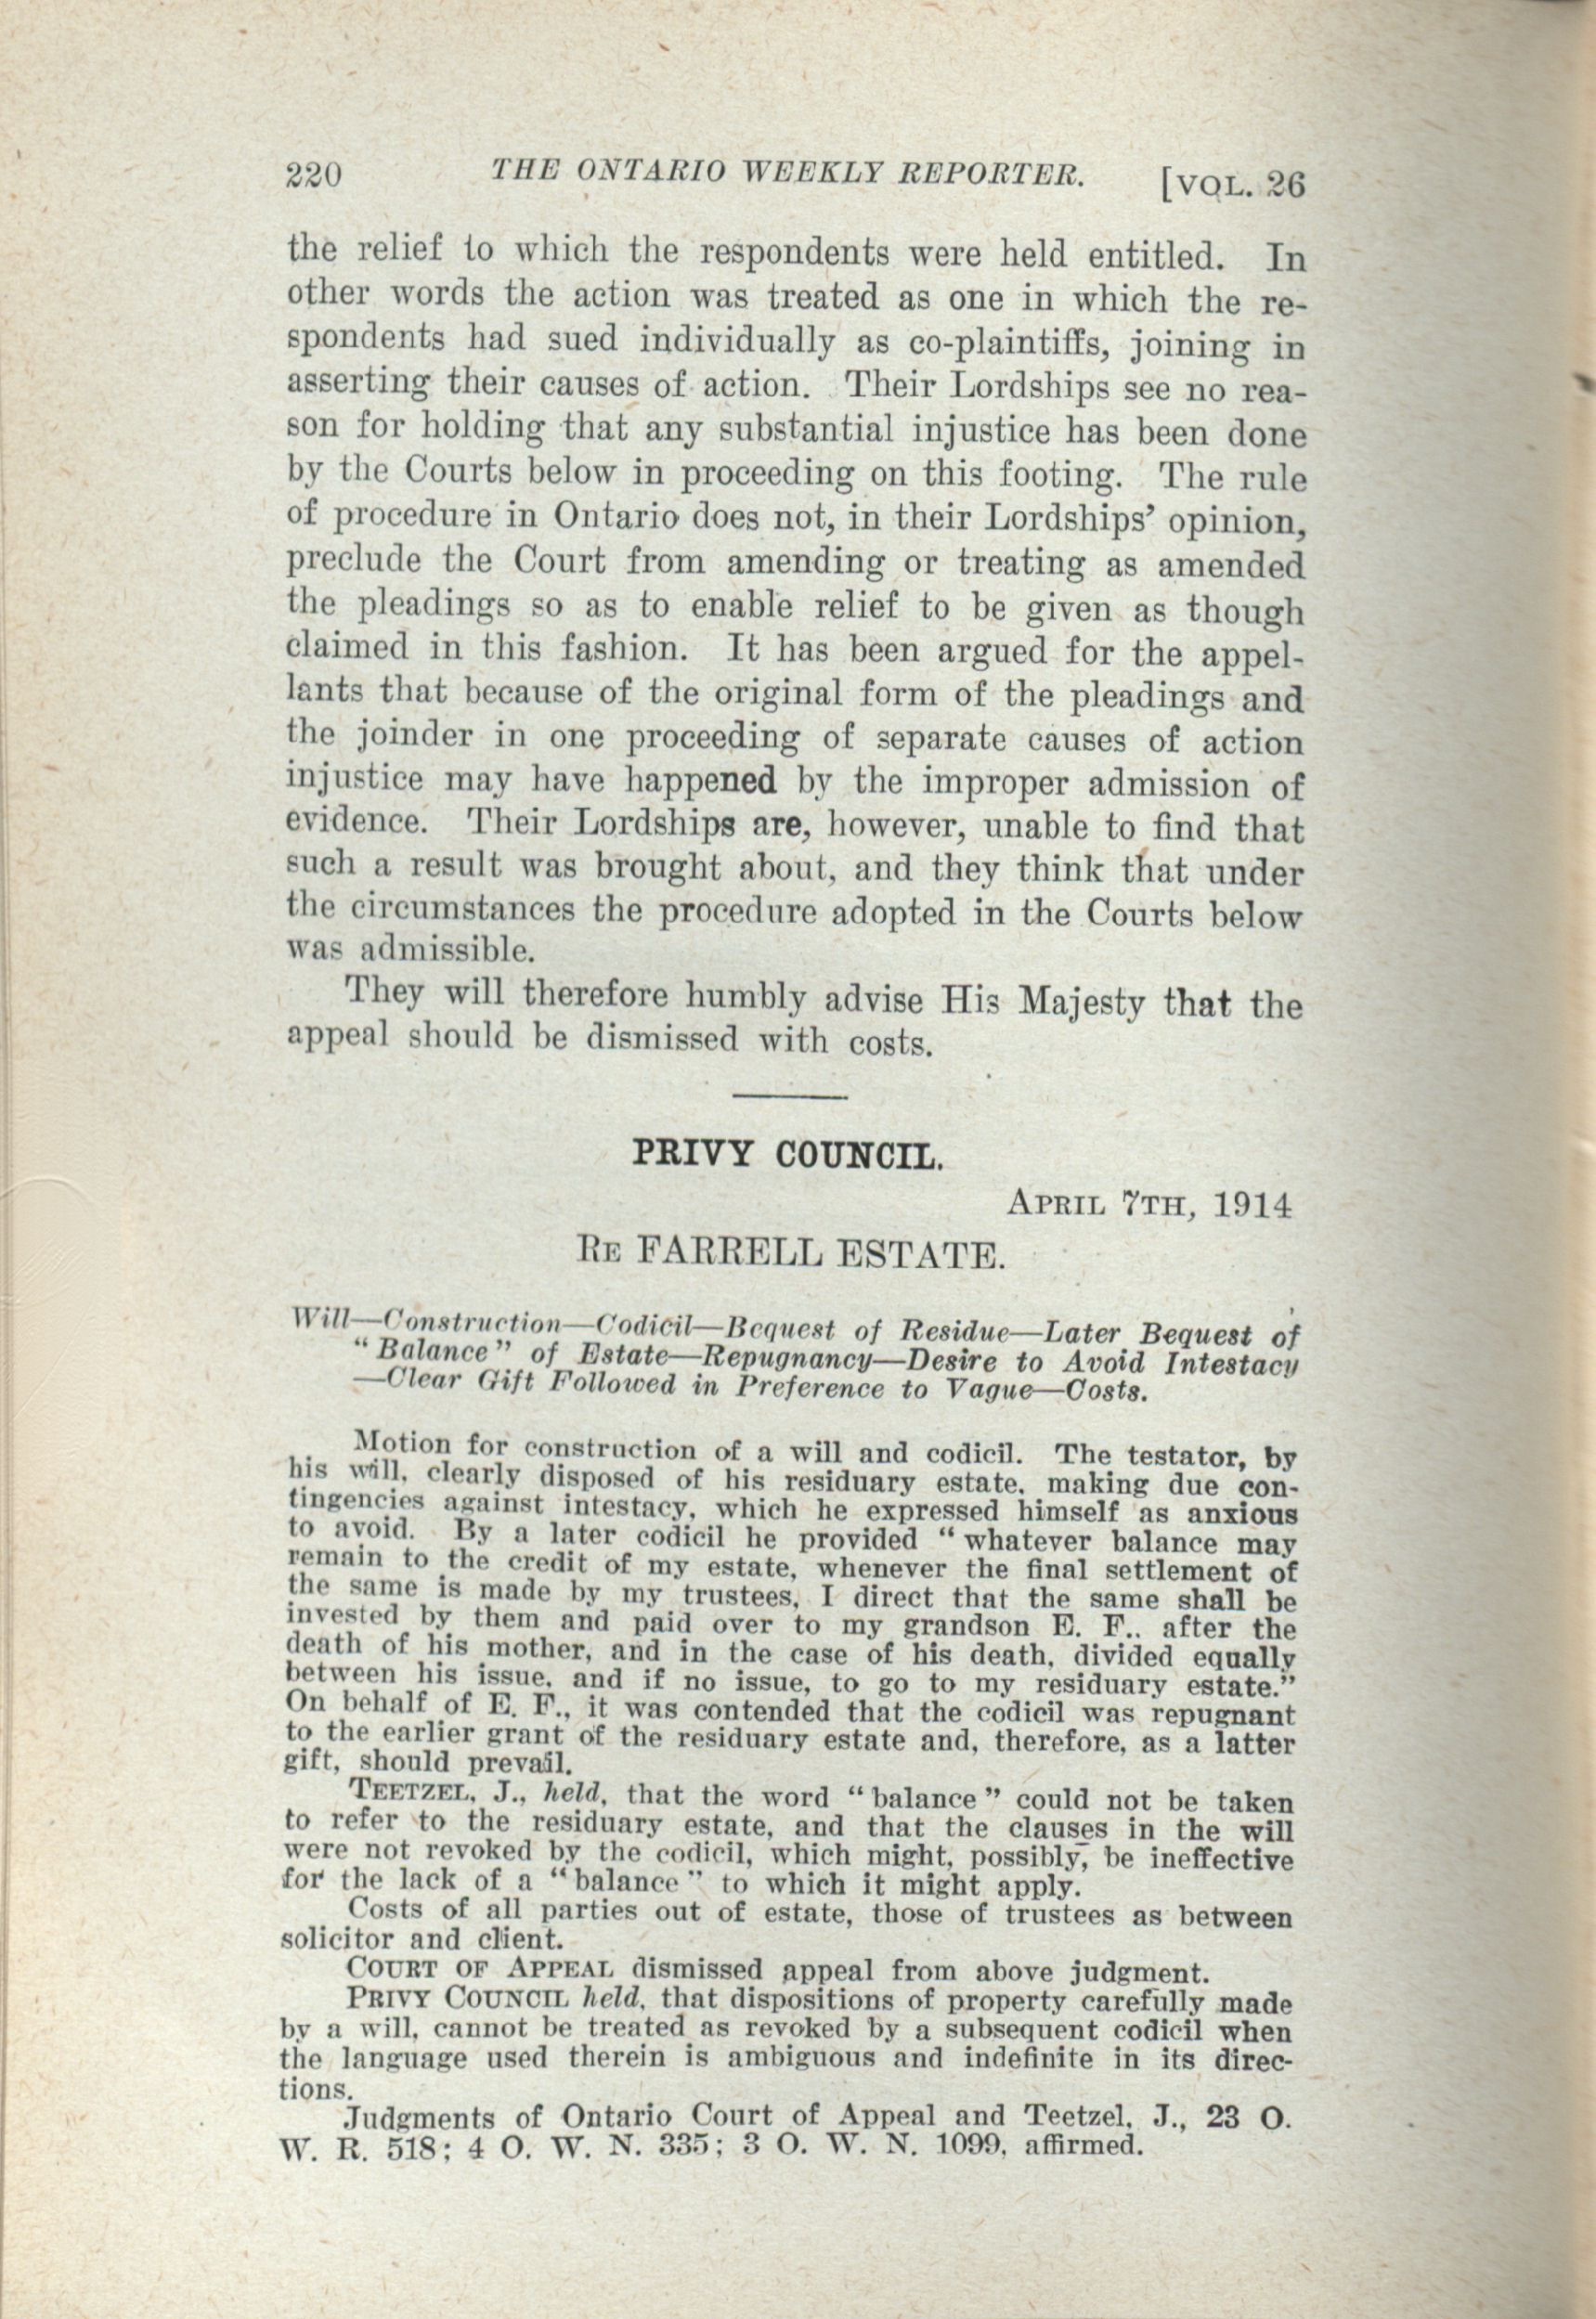 220 THE ONTARIO WEEKLY REPORTER. [VOL. 26
the relief to which the respondents were held entitled. In
other words the action was treated as one in which the re-
spondents had sued individually as co-plaintiffs, joining in
asserting their causes of action. Their Lordships see no rea-
son for holding that any substantial injustice has been done
by the Courts below in proceeding on this footing. The rule
of procedure in Ontario does not, in their Lordships' opinion,
preclude the Court from amending or treating as amended
the pleadings so as to enable relief to be given as though
claimed in this fashion. It has been argued for the appel-
lants that because of the original form of the pleadings and
the joinder in one proceeding of separate causes of action
injustice may have happened by the improper admission of
evidence. Their Lordships are, however, unable to find that
such a result was brought about, and they think that under
the circumstances the procedure adopted in the Courts below
was admissible.
They will therefore humbly advise His Majesty that the
appeal should be dismissed with costs.
PRIVY COUNCIL.
APRIL 7TH, 1914
RE FARRELL ESTATE.
Will—Construction—Codicil—Bequest of Residue—Later Bequest of
"Balance" of Estate—Repugnancy—Desire to Avoid Intestacy
—Clear Gift Followed in Preference to Vague—Costs.
Motion for construction of a will and codicil. The testator, by
his will, clearly disposed of his residuary estate, making due con-
tingencies against intestacy, which he expressed himself as anxious
to avoid. By a later codicil he provided "whatever balance may
remain to the credit of my estate, whenever the final settlement of
the same is made by my trustees, I direct that the same shall be
invested by them and paid over to my grandson E. F., after the
death of his mother, and in the case of his death, divided equally
between his issue, and if no issue, to go to my residuary estate."
On behalf of E. F., it was contended that the codicil was repugnant
to the earlier grant of the residuary estate and, therefore, as a latter
gift, should prevail.
TEETZEL, J., held, that the word "balance" could not be taken
to refer to the residuary estate, and that the clauses in the will
were not revoked by the codicil, which might, possibly, be ineffective
for the lack of a "balance" to which it might apply.
Costs of all parties out of estate, those of trustees as between
solicitor and client.
COURT OF APPEAL dismissed appeal from above judgment.
PRIVY COUNCIL held, that dispositions of property carefully made
by a will, cannot be treated as revoked by a subsequent codicil when
the language used therein is ambiguous and indefinite in its direc-
tions.
Judgments of Ontario Court of Appeal and Teetzel, J., 23 O.
W. R. 518; 4 O. W. N. 335; 3 O. W. N. 1099, affirmed.